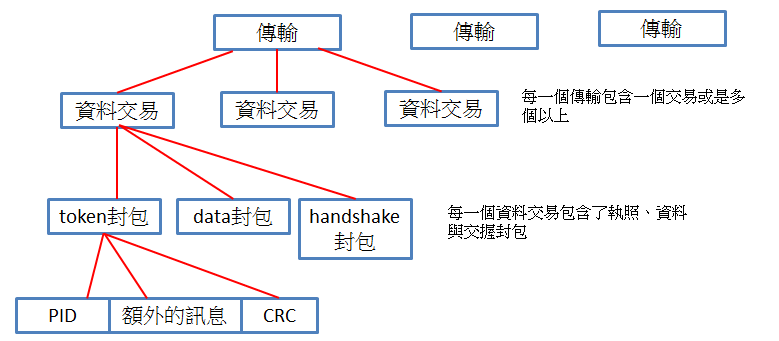 傳輸
傳輸
傳輸
資料交易
資料交易
資料交易
每一個傳輸包含一個交易或是多
個以上
token封包
data封包
handshake
封包
每一個資料交易包含了執照、資料
與交握封包
PID
額外的訊息
CRC